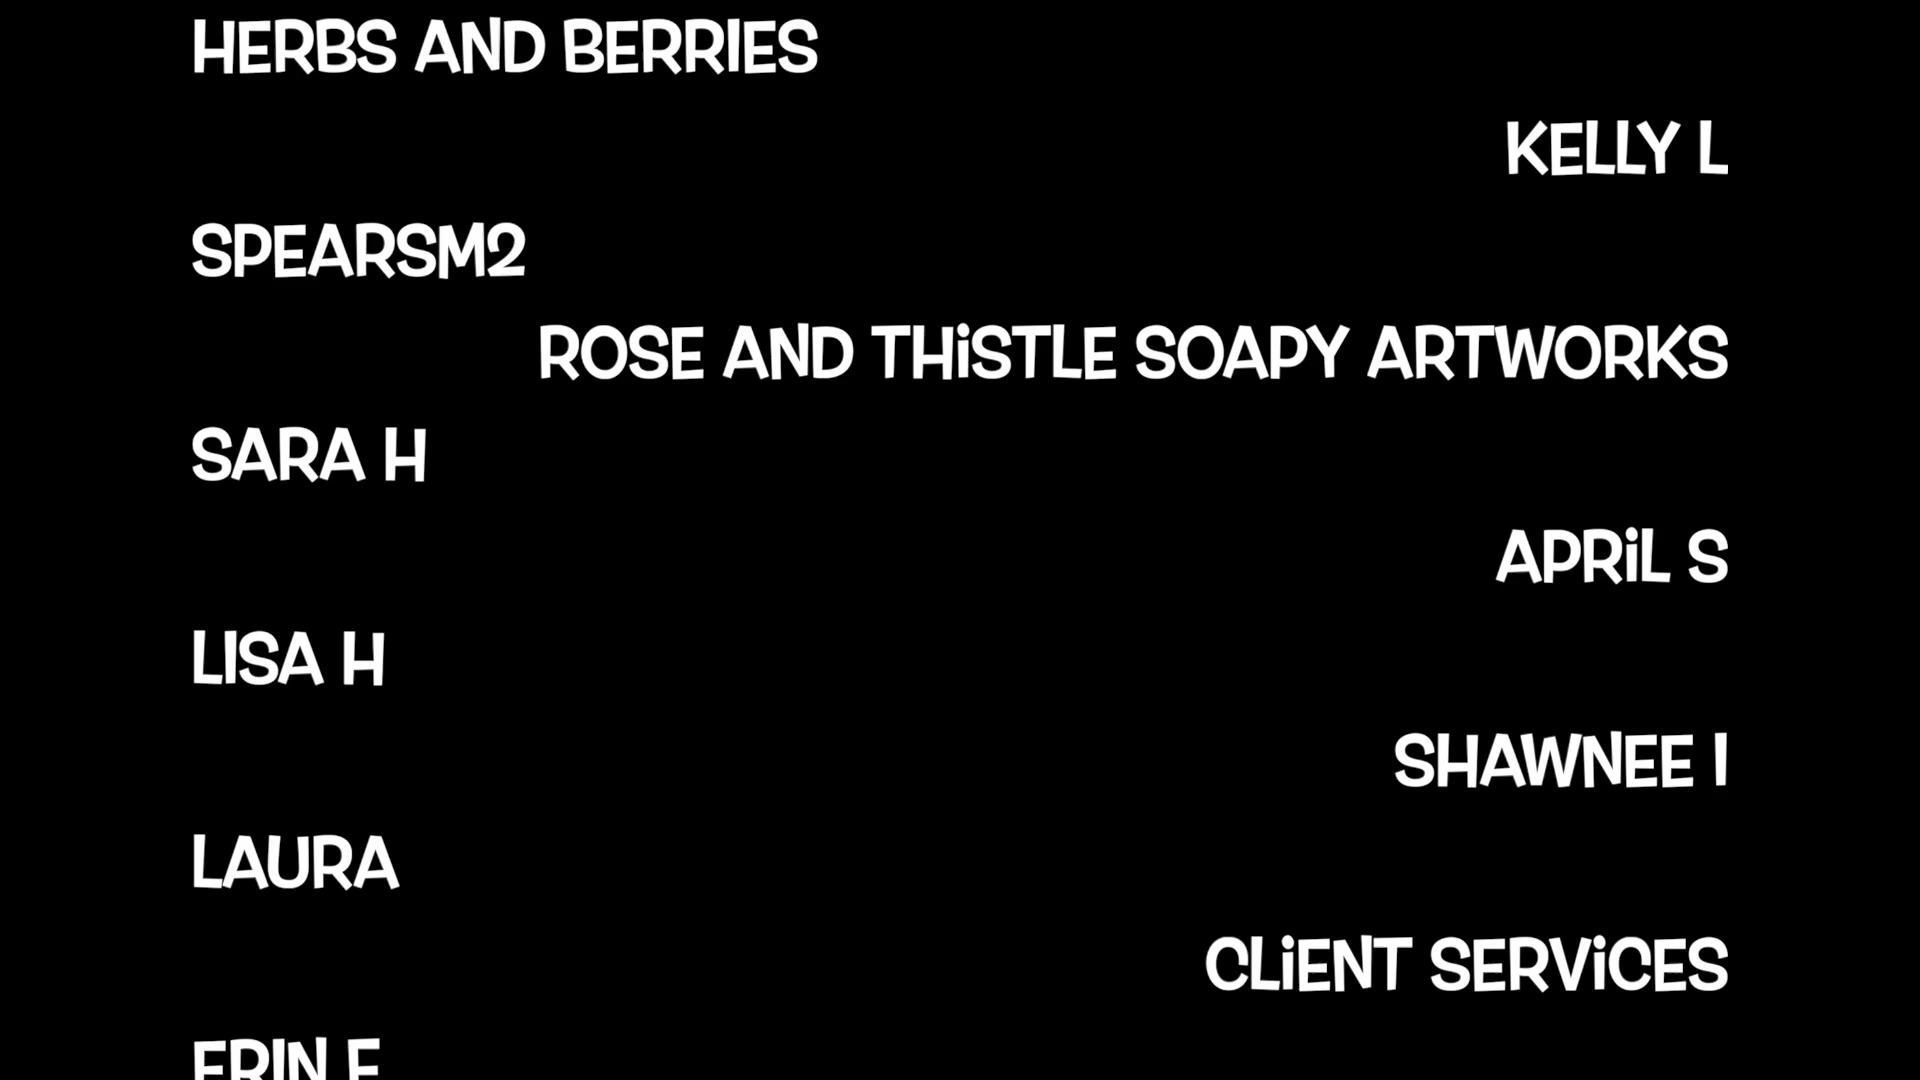 HERBS AND BERRIES
KELLY L
SPEARSM2
ROSE AND THiSTLE SOAPY ARTWORKS
SARA H
APRiL S
LISA H
SHAWNEE I
LAURA
CLiENT SERViCES
ERIN